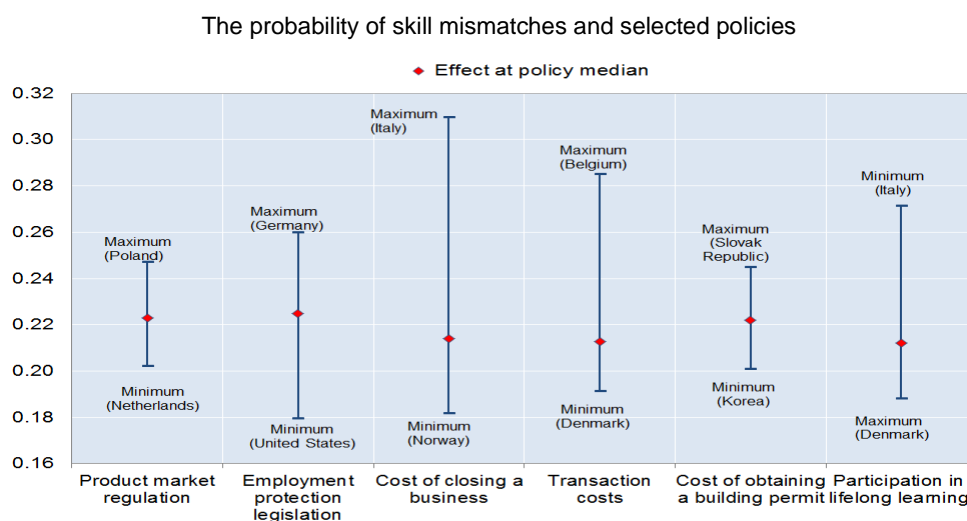 The probability of skill mismatches and selected policies
Effect at policy median
0.32
0.30
0.28
0.26
0.24
0.22
0.20
0.18
0.16
Maximum
(Poland)
Minimum
(Netherlands)
Maximum
(Germany)
Minimum
(United States)
Maximum
(Italy)
Minimum
(Norway)
Maximum
(Belgium)
Minimum
(Denmark)
Maximum
(Slovak
Republic)
Minimum
(Korea)
Minimum
(Italy)
Maximum
(Denmark)
Product market
regulation
Employment
protection
legislation
Cost of closing a
business
Transaction
costs
Cost of obtaining
a building permit
Participation in
lifelong learning